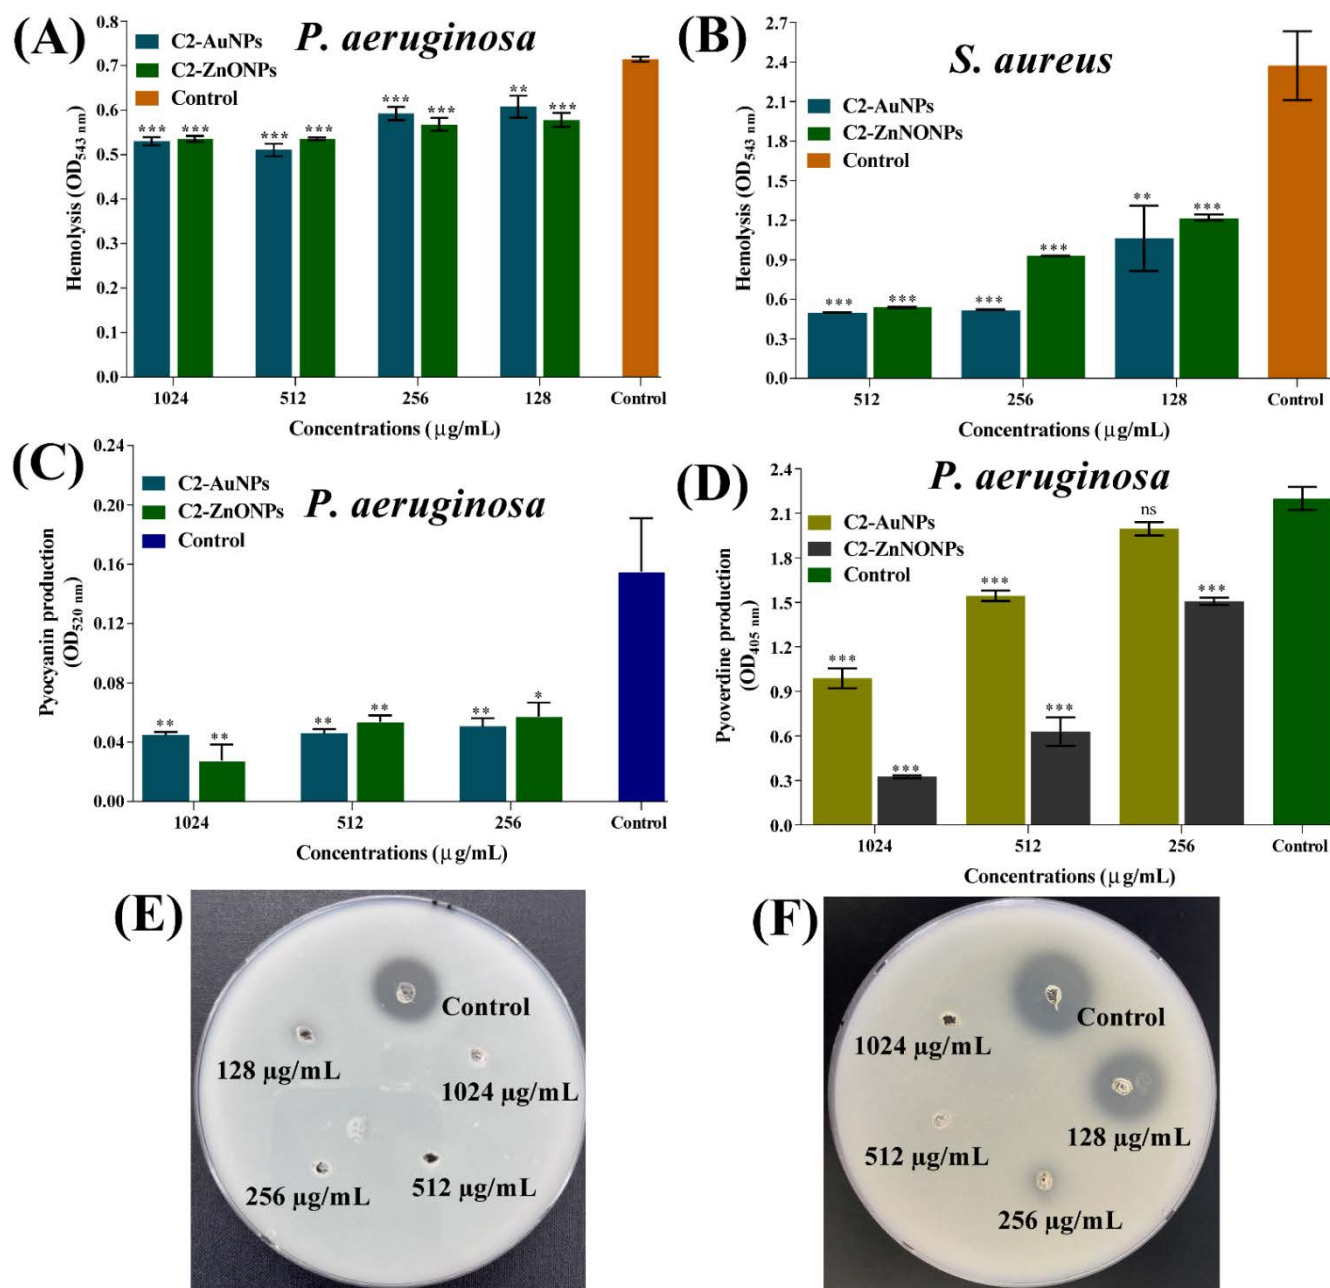 (A)
P. aeruginosa
C2-AuNPs
C2-ZnONPs
Control
Hemolysis (OD543 nm)
0.8
0.7
0.6
0.5
0.4
0.3
0.2
0.1
0.0
*** ***
*** ***
*** ***
** ***
1024 512 256 128 Control
Concentrations (µg/mL)
(B)
S. aureus
C2-AuNPs
C2-ZnNONPs
Control
Hemolysis (OD543 nm)
2.7
2.4
2.1
1.8
1.5
1.2
0.9
0.6
0.3
0.0
*** ***
*** ***
** ***
512 256 128 Control
Concentrations (µg/mL)
(C)
P. aeruginosa
C2-AuNPs
C2-ZnONPs
Control
Pyocyanin production
(OD520 nm)
0.24
0.20
0.16
0.12
0.08
0.04
0.00
** **
** **
** *
1024 512 256 Control
Concentrations (µg/mL)
(D)
P. aeruginosa
C2-AuNPs
C2-ZnNONPs
Control
Pyoverdine production
(OD405 nm)
2.4
2.1
1.8
1.5
1.2
0.9
0.6
0.3
0.0
*** ***
*** ***
ns ***
1024 512 256 Control
Concentrations (µg/mL)
(E)
Control
128 µg/mL
1024 µg/mL
256 µg/mL
512 µg/mL
(F)
Control
1024 µg/mL
128 µg/mL
512 µg/mL
256 µg/mL